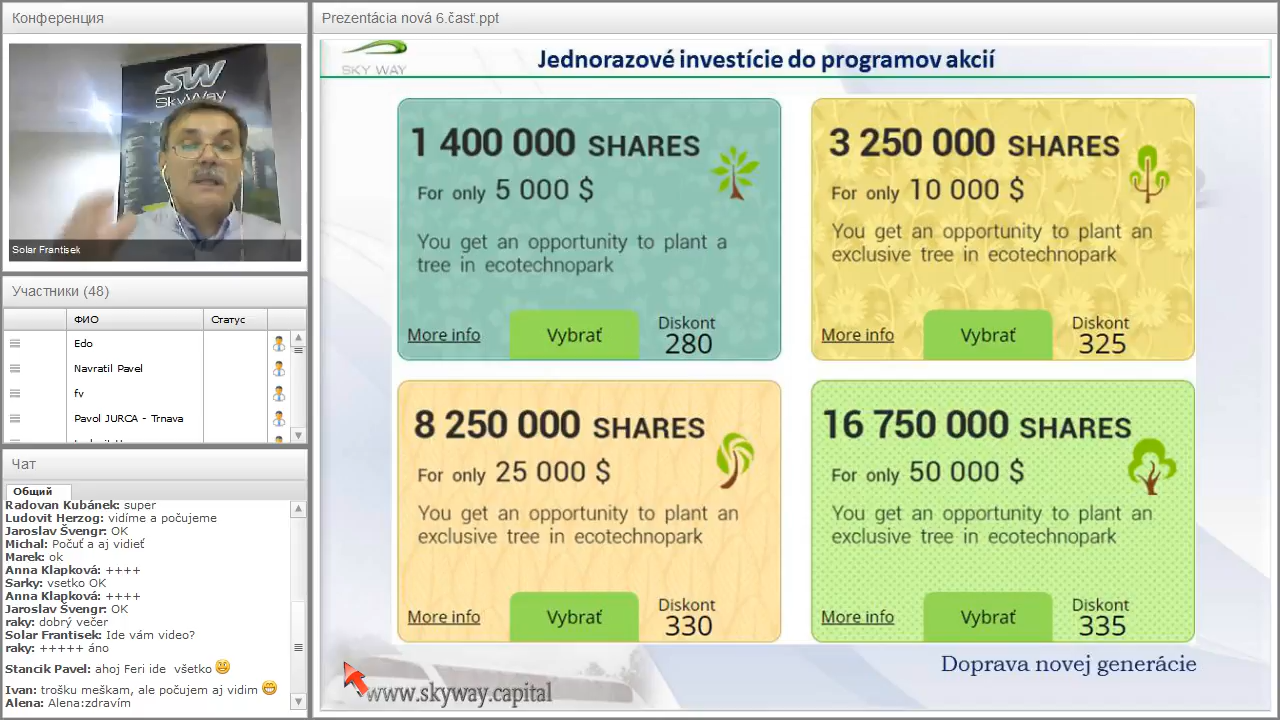 Конференция
SW
SkyWay
Solar Frantisek
Участники (48)
ФИО
Статус
Edo
Navratil Pavel
fv
Pavol JURCA - Trnava
Чат
Общий
Radovan Kubánek: super
Ludovit Herzog: vidíme a počujeme
Jaroslav Švengr: OK
Michal: Počuť a aj vidieť
Marek: ok
Anna Klapková: ++++
Sarky: vsetko OK
Anna Klapková: ++++
Jaroslav Švengr: OK
raky: dobrý večer
Solar Frantisek: Ide vám video?
raky: +++++ áno
Stancik Pavel: ahoj Feri ide všetko
Ivan: trošku meškam, ale počujem aj vidim
Alena: Alena:zdravím
Prezentácia nová 6.časť.ppt
SKY WAY
Jednorazové investície do programov akcií
1 400 000 SHARES
For only 5 000 $
You get an opportunity to plant a
tree in ecotechnopark
More info
Vybrať
Diskont
280
3 250 000 SHARES
For only 10 000 $
You get an opportunity to plant an
exclusive tree in ecotechnopark
More info
Vybrať
Diskont
325
8 250 000 SHARES
For only 25 000 $
You get an opportunity to plant an
exclusive tree in ecotechnopark
More info
Vybrať
Diskont
330
16 750 000 SHARES
For only 50 000 $
You get an opportunity to plant an
exclusive tree in ecotechnopark
More info
Vybrať
Diskont
335
Doprava novej generácie
www.skyway.capital